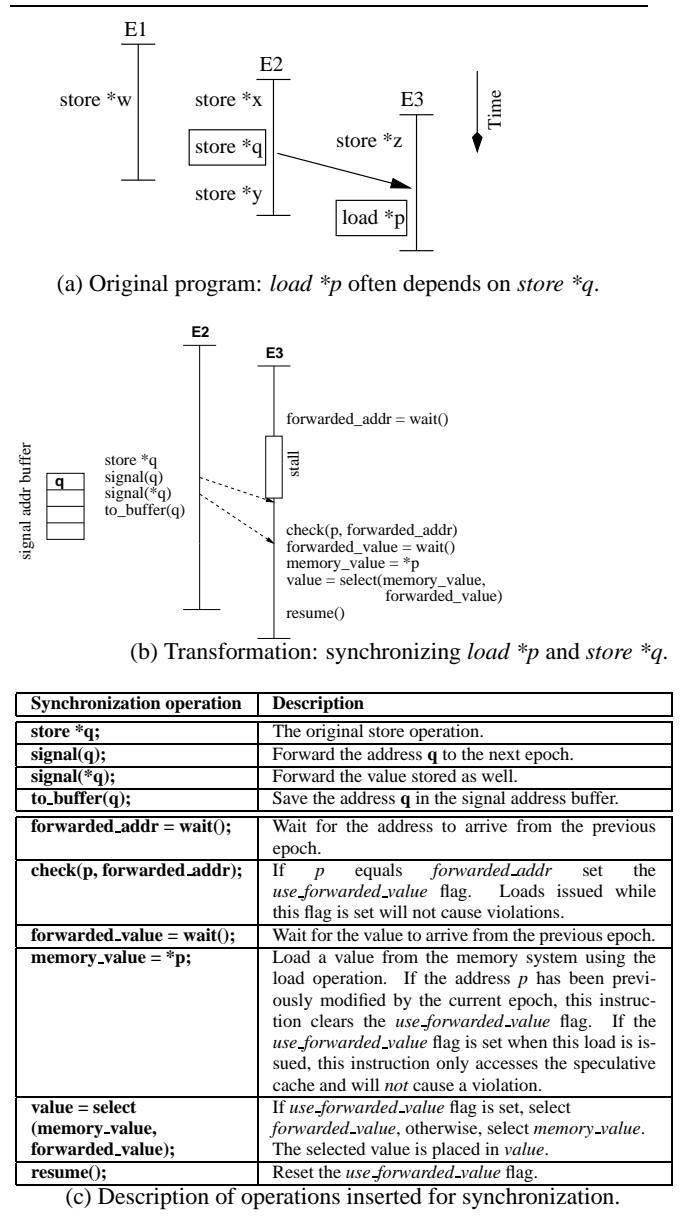 E1
E2
E3
store *w
store *x
store *q
store *z
store *y
load *p
Time
(a) Original program: load *p often depends on store *q.
E2
E3
forwarded_addr = wait()
stall
signal addr buffer
q
store *q
signal(q)
signal(*q)
to_buffer(q)
check(p, forwarded_addr)
forwarded_value = wait()
memory_value = *p
value = select(memory_value,
forwarded_value)
resume()
(b) Transformation: synchronizing load *p and store *q.
Synchronization operation Description
store *q; The original store operation.
signal(q); Forward the address q to the next epoch.
signal(*q); Forward the value stored as well.
to_buffer(q); Save the address q in the signal address buffer.
forwarded_addr = wait(); Wait for the address to arrive from the previous
epoch.
check(p, forwarded_addr); If p equals forwarded_addr set the
use_forwarded_value flag. Loads issued while
this flag is set will not cause violations.
forwarded_value = wait(); Wait for the value to arrive from the previous epoch.
memory_value = *p; Load a value from the memory system using the
load operation. If the address p has been previ-
ously modified by the current epoch, this instruc-
tion clears the use_forwarded_value flag. If the
use_forwarded_value flag is set when this load is is-
sued, this instruction only accesses the speculative
cache and will not cause a violation.
value = select If use_forwarded_value flag is set, select
(memory_value, forwarded_value, otherwise, select memory_value.
forwarded_value); The selected value is placed in value.
resume(); Reset the use_forwarded_value flag.
(c) Description of operations inserted for synchronization.